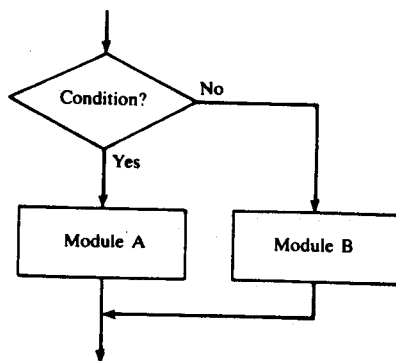 Condition?
No
Yes
Module A
Module B